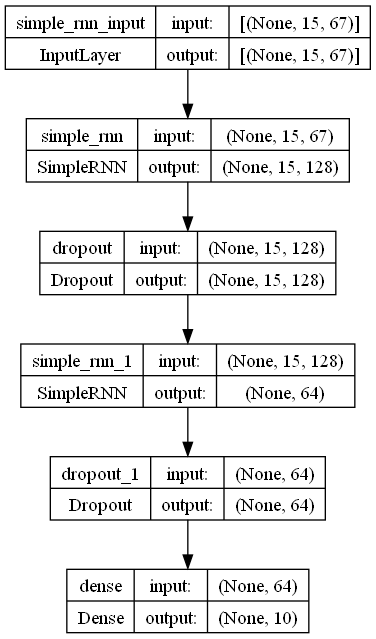 simple_rnn_input input: [(None, 15, 67)]
InputLayer output: [(None, 15, 67)]
simple_rnn input: (None, 15, 67)
SimpleRNN output: (None, 15, 128)
dropout input: (None, 15, 128)
Dropout output: (None, 15, 128)
simple_rnn_1 input: (None, 15, 128)
SimpleRNN output: (None, 64)
dropout_1 input: (None, 64)
Dropout output: (None, 64)
dense input: (None, 64)
Dense output: (None, 10)